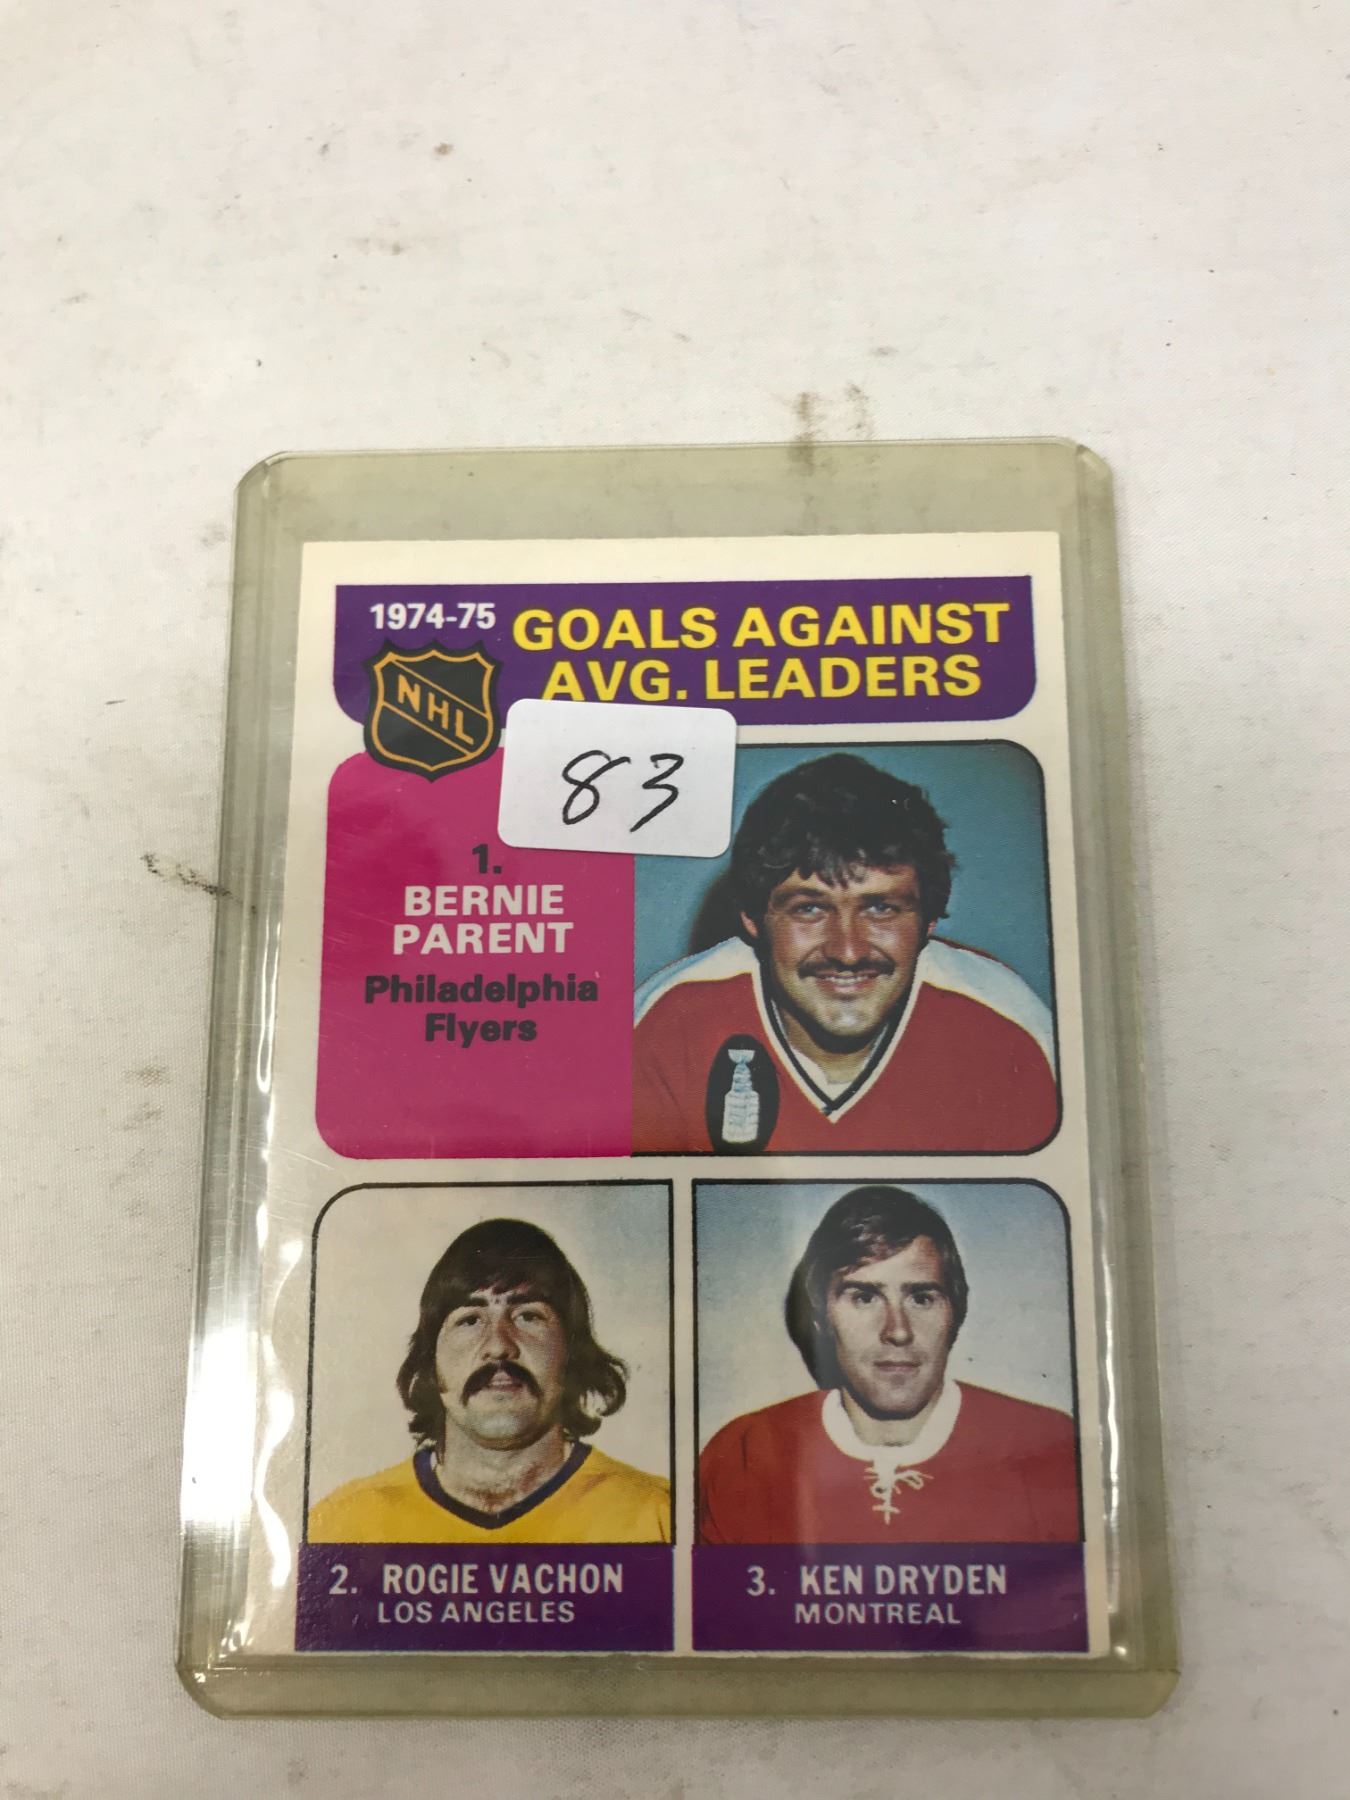 1974-75
GOALS AGAINST
AVG. LEADERS
NHL
83
1.
BERNIE
PARENT
Philadelphia
Flyers
2. ROGIE VACHON
LOS ANGELES
3. KEN DRYDEN
MONTREAL